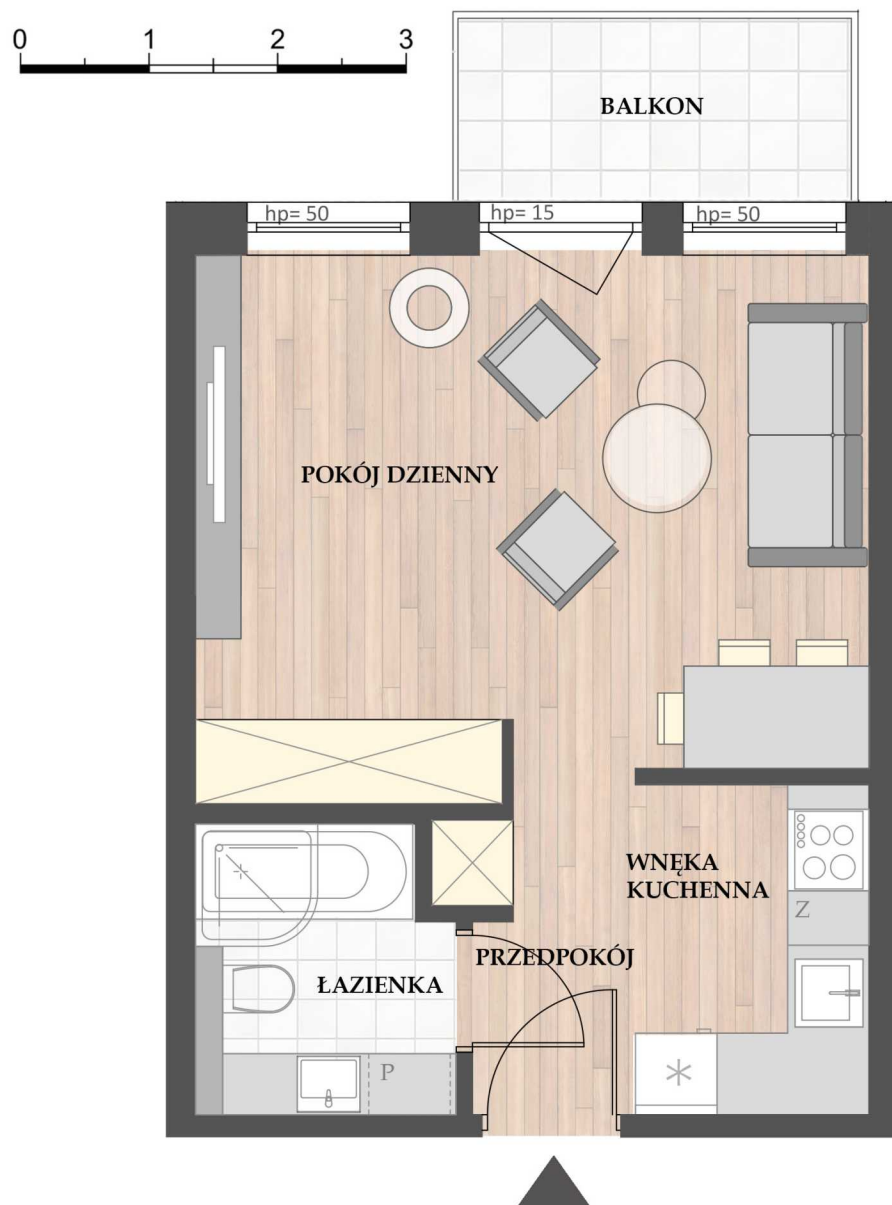 0 1 2 3
BALKON
hp= 50
hp= 15
hp= 50
POKÓJ DZIENNY
WNĘKA
KUCHENNA
Z
PRZEDPOKÓJ
ŁAZIENKA
P